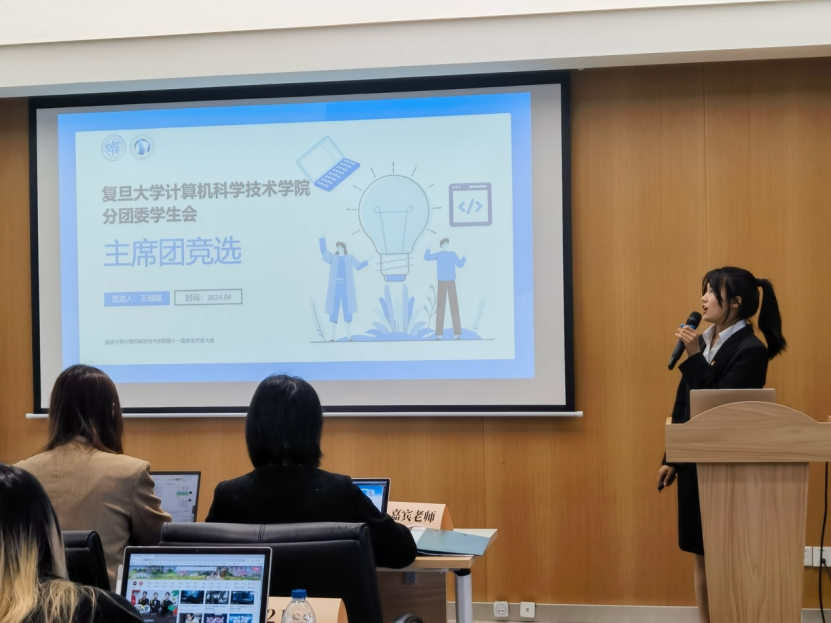 复旦大学计算机科学技术学院
分团委学生会
主席团竞选
时间：2024.04
</>
嘉宾老师